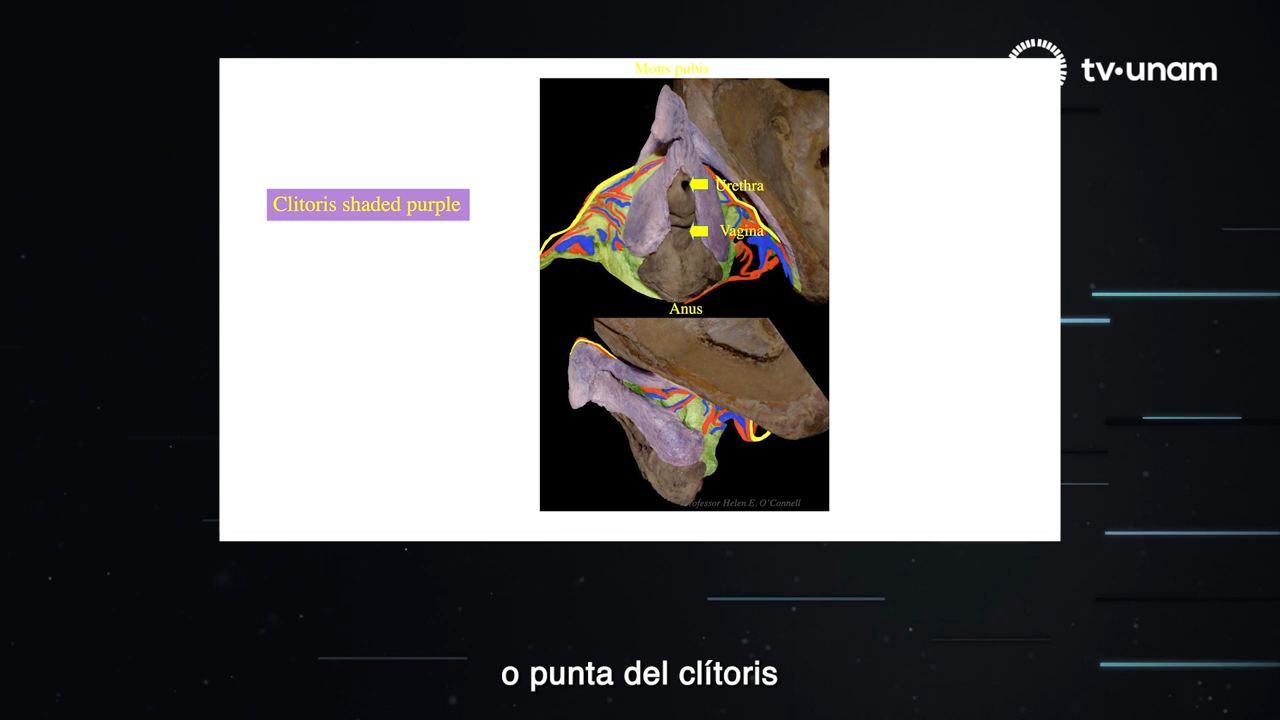 tv·unam
Mons pubis
Clitoris shaded purple
Urethra
Vagina
Anus
Professor Helen E. O'Connell
o punta del clítoris